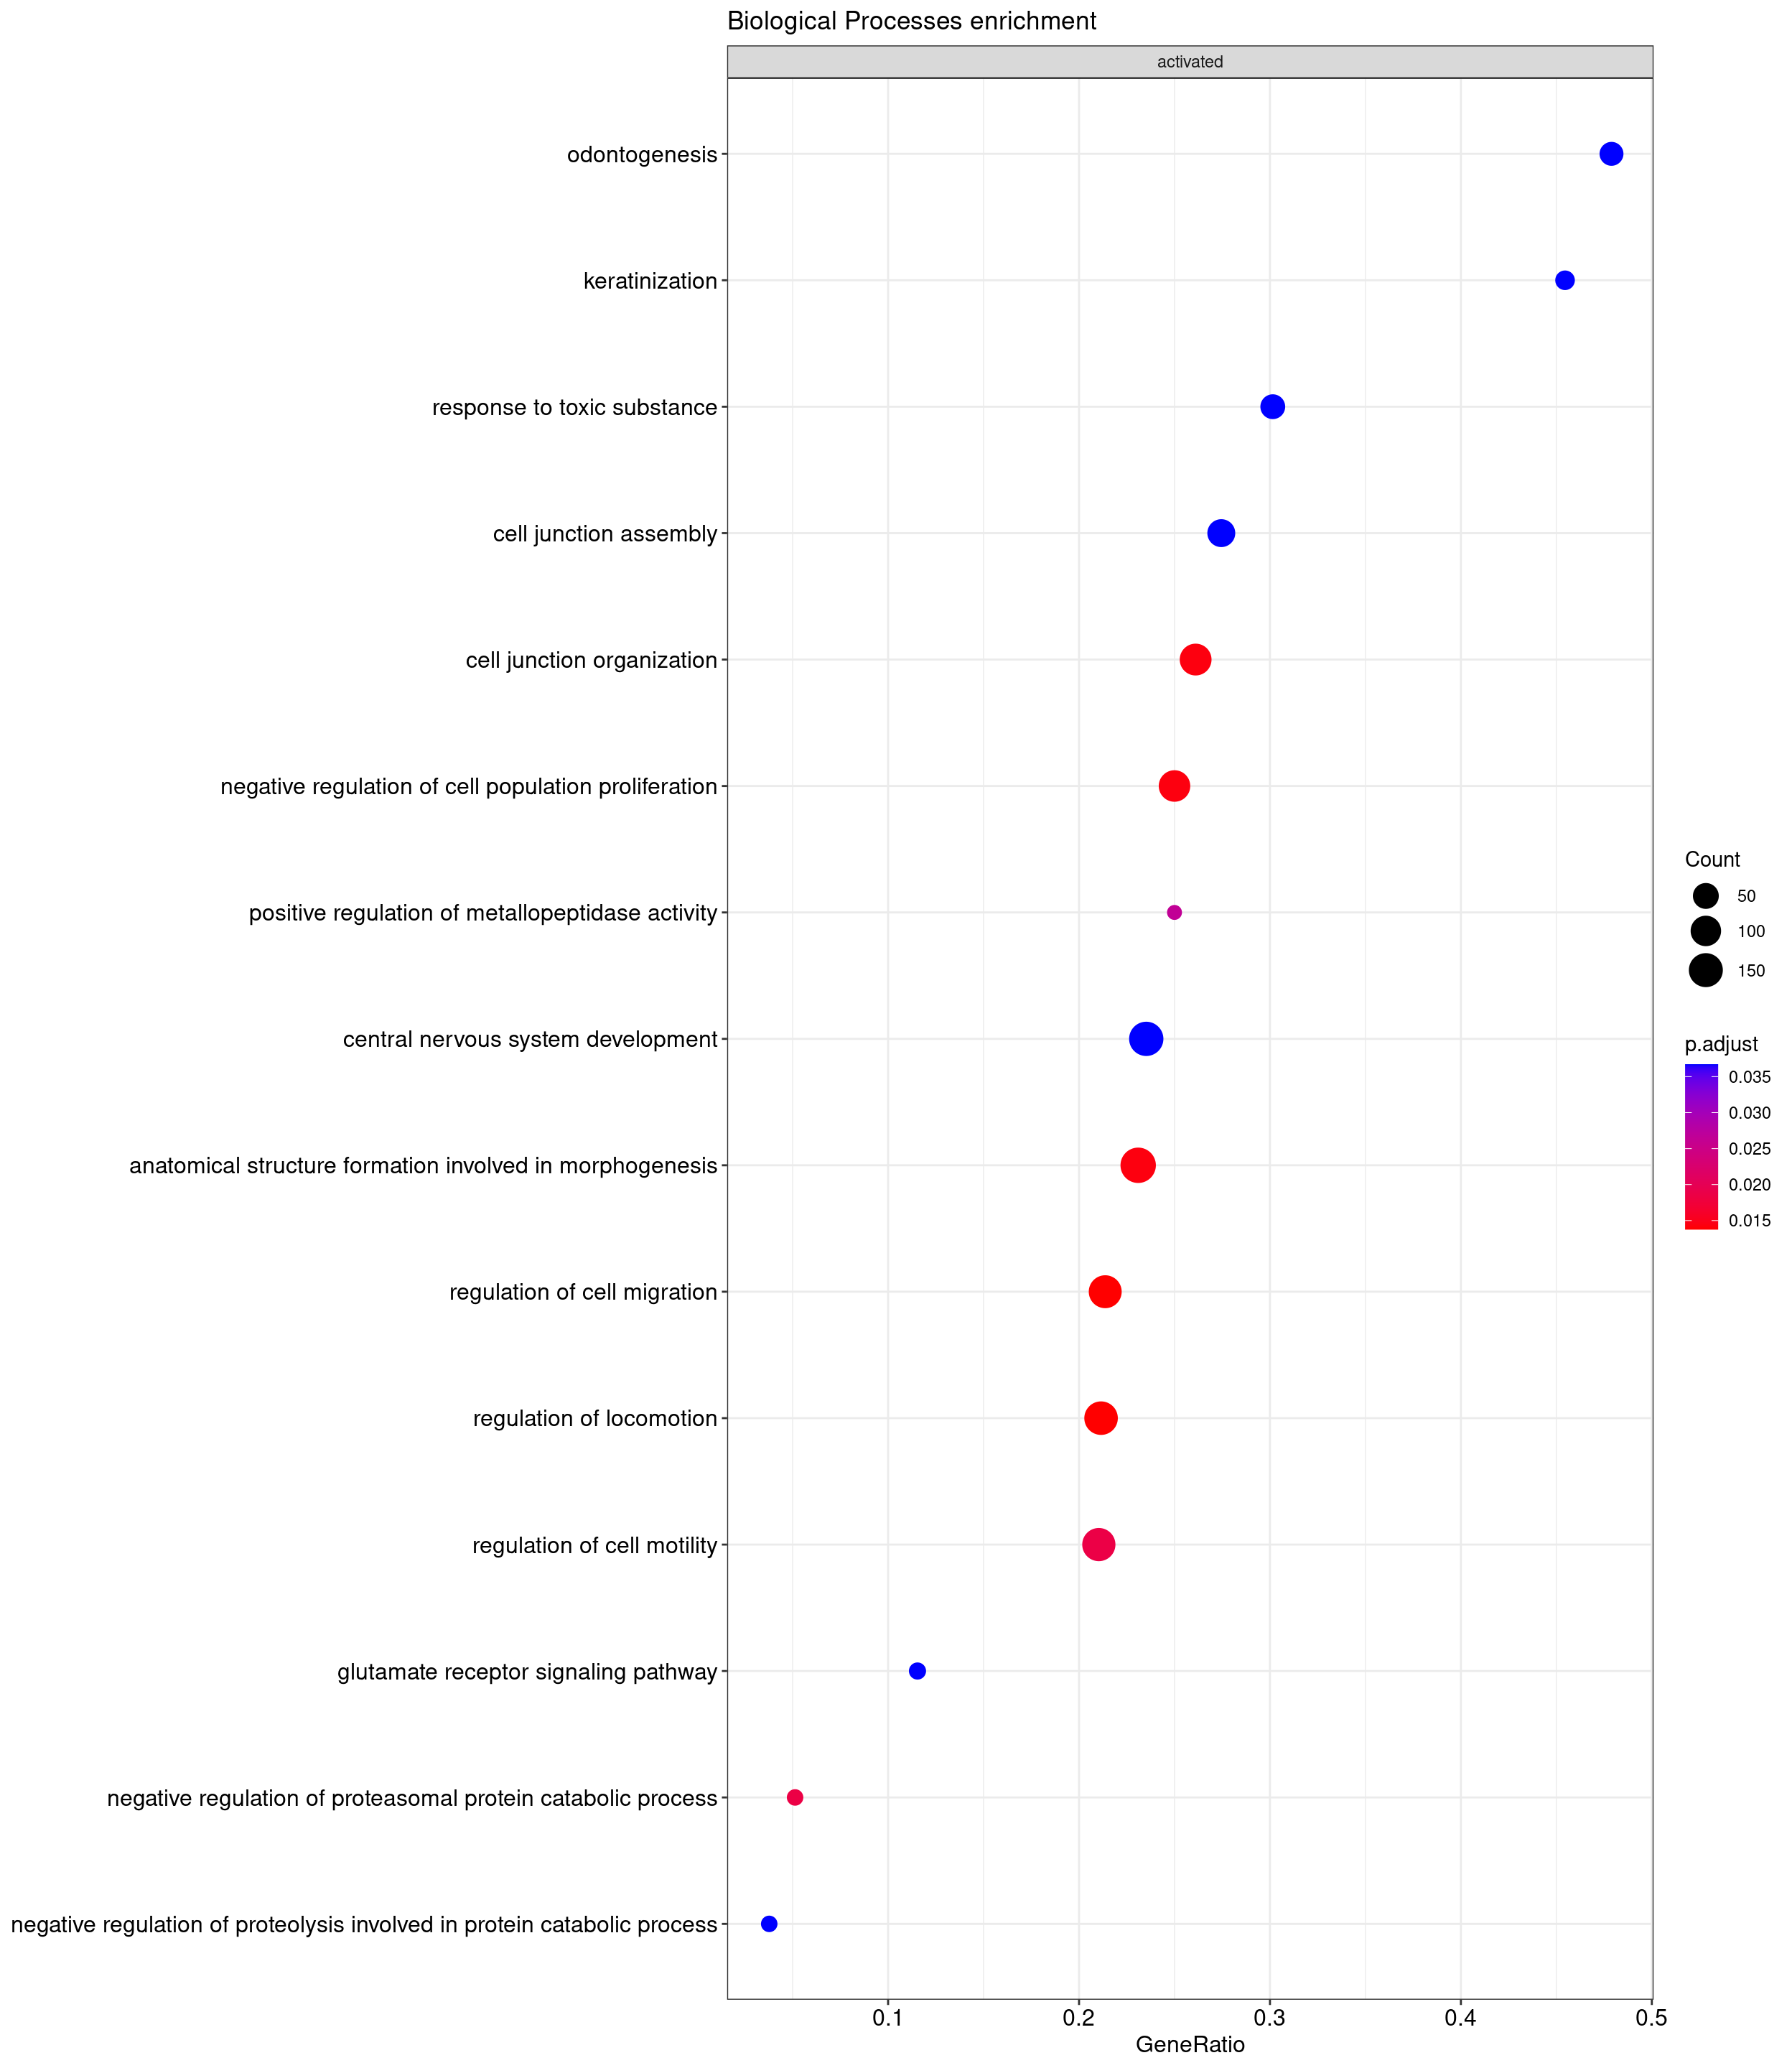 Biological Processes enrichment
activated
odontogenesis
keratinization
response to toxic substance
cell junction assembly
cell junction organization
negative regulation of cell population proliferation
positive regulation of metallopeptidase activity
central nervous system development
anatomical structure formation involved in morphogenesis
regulation of cell migration
regulation of locomotion
regulation of cell motility
glutamate receptor signaling pathway
negative regulation of proteasomal protein catabolic process
negative regulation of proteolysis involved in protein catabolic process
0.1 0.2 0.3 0.4 0.5
GeneRatio
Count
50
100
150
p.adjust
0.035
0.030
0.025
0.020
0.015